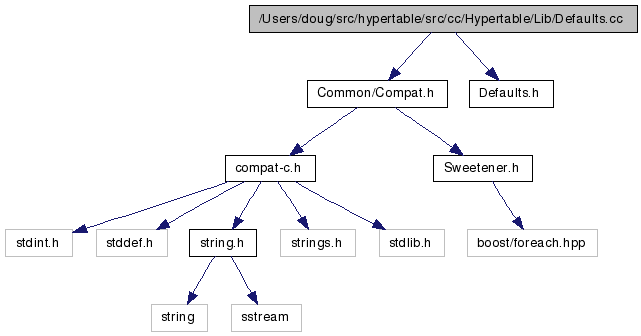 /Users/doug/src/hypertable/src/cc/Hypertable/Lib/Defaults.cc
Common/Compat.h
Defaults.h
compat-c.h
Sweetener.h
stdint.h
stddef.h
string.h
strings.h
stdlib.h
boost/foreach.hpp
string
sstream